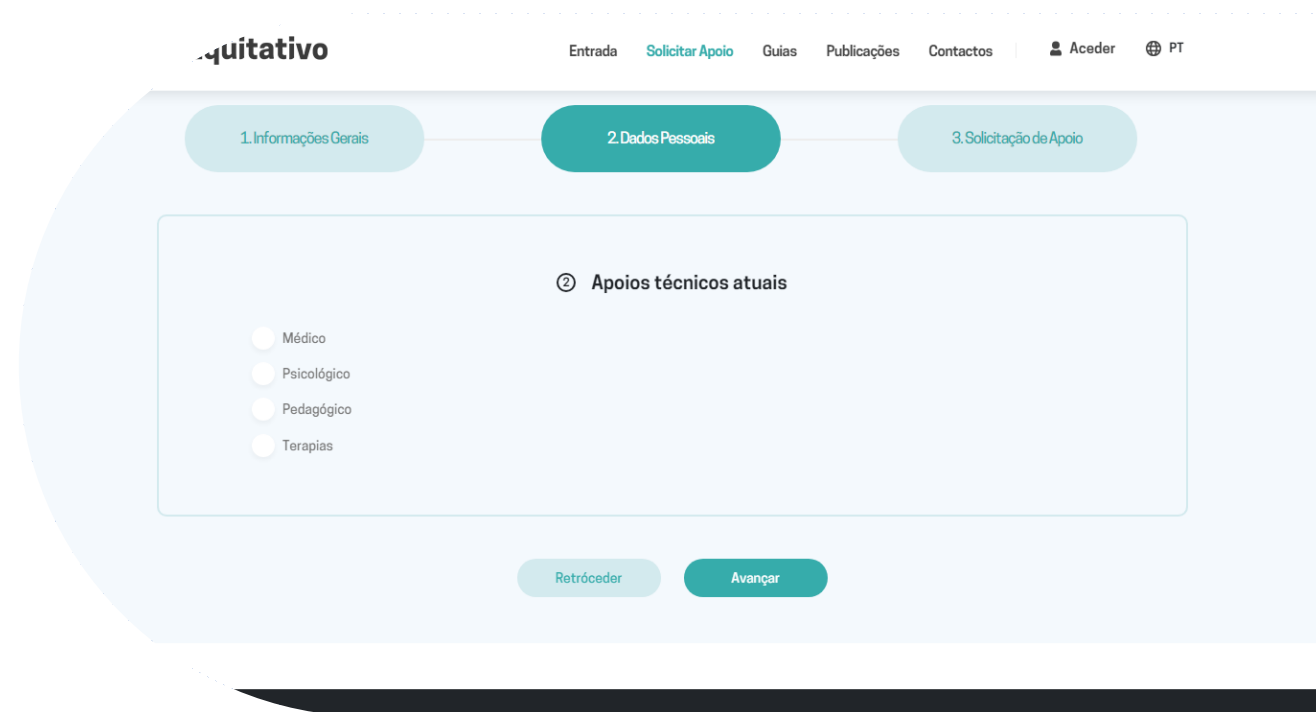 quitativo
Entrada Solicitar Apoio Guias Publicações Contactos Aceder PT
1. Informações Gerais 2. Dados Pessoais 3. Solicitação de Apoio
2 Apoios técnicos atuais
Médico
Psicológico
Pedagógico
Terapias
Retróceder Avançar